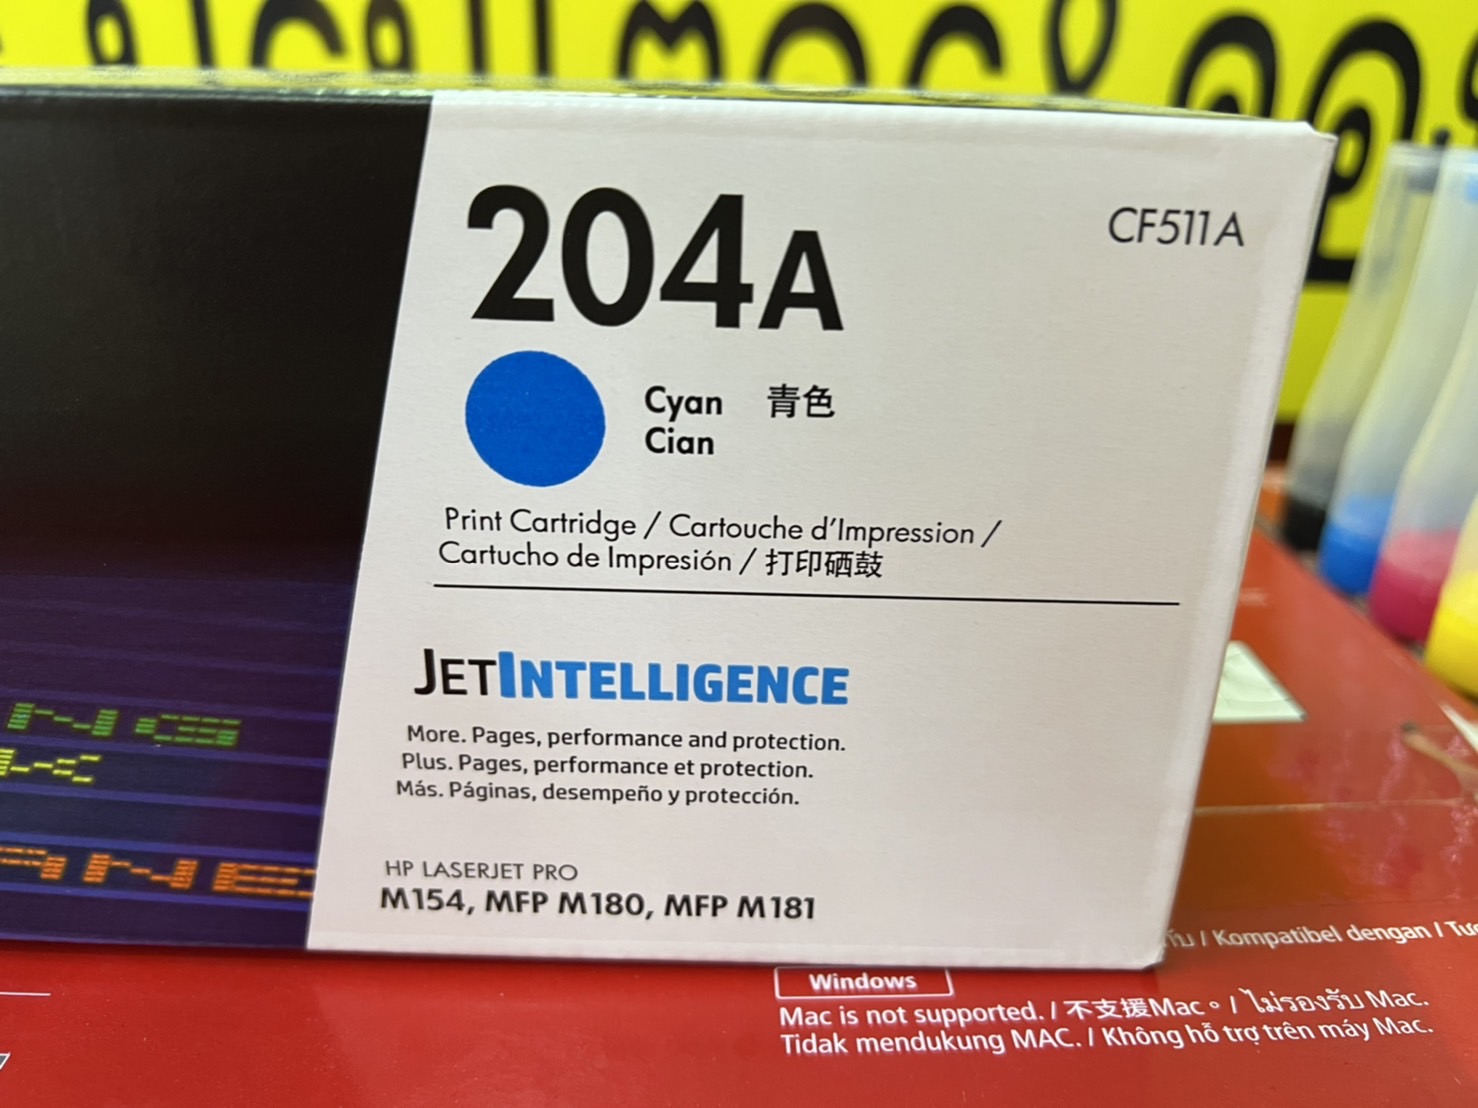 204A
CF511A
Cyan 青色
Cian
Print Cartridge / Cartouche d'Impression /
Cartucho de Impresión / 打印硒鼓
JETINTELLIGENCE
More. Pages, performance and protection.
Plus. Pages, performance et protection.
Más. Páginas, desempeño y protección.
HP LASERJET PRO
M154, MFP M180, MFP M181
/ Kompatibel dengan /
Windows
Mac is not supported. / 不支援Mac。/ ไม่รองรับ Mac.
Tidak mendukung MAC. / Không hỗ trợ trên máy Mac.